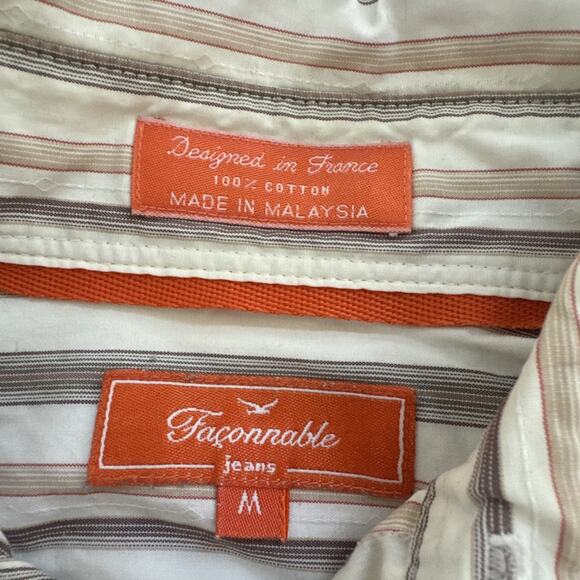 Designed in France
100% COTTON
MADE IN MALAYSIA
Façonnable
jeans
M